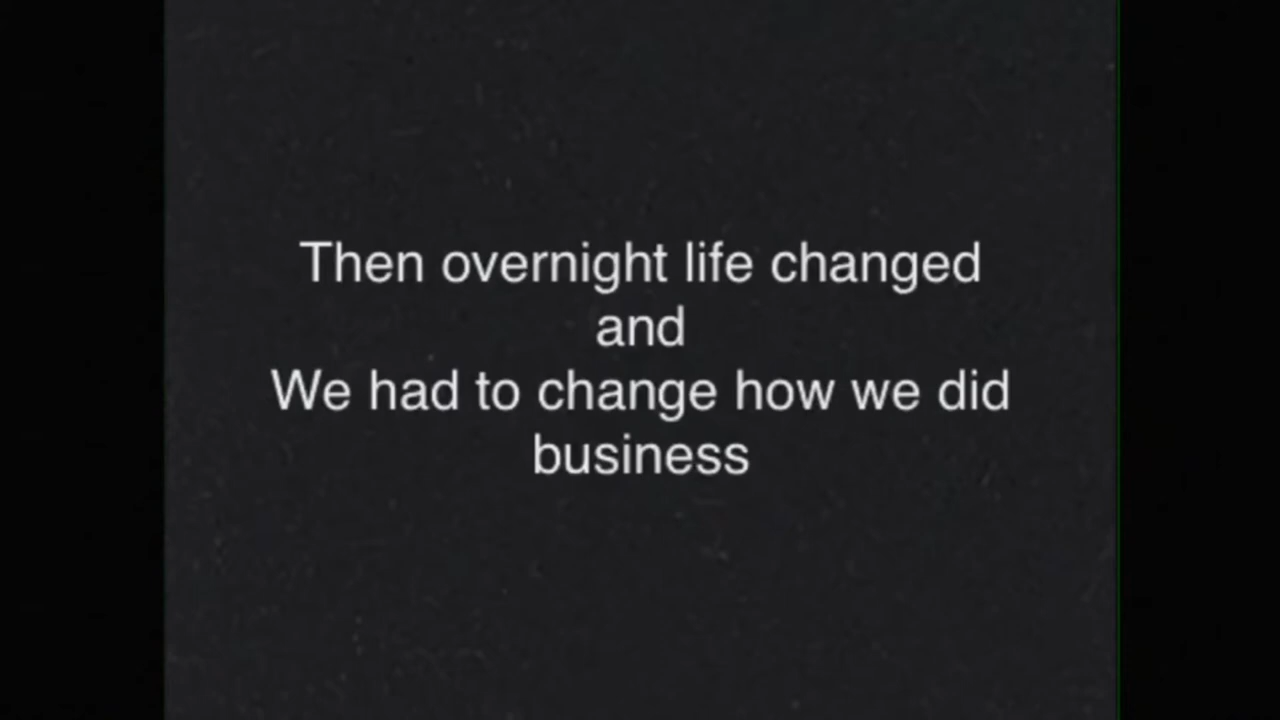 Then overnight life changed
and
We had to change how we did
business